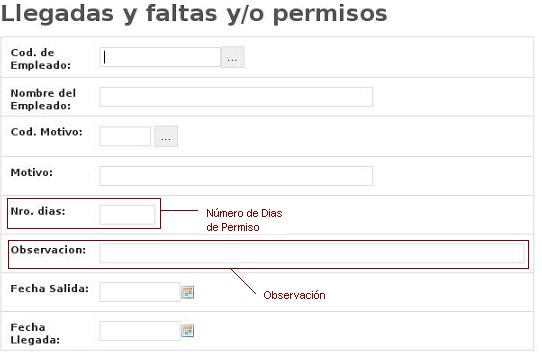 Llegadas y faltas y/o permisos
Cod. de
Empleado:
...
Nombre del
Empleado:
Cod. Motivo:
...
Motivo:
Nro. dias:
Número de Dias
de Permiso
Observacion:
Fecha Salida:
Observación
Fecha
Llegada: